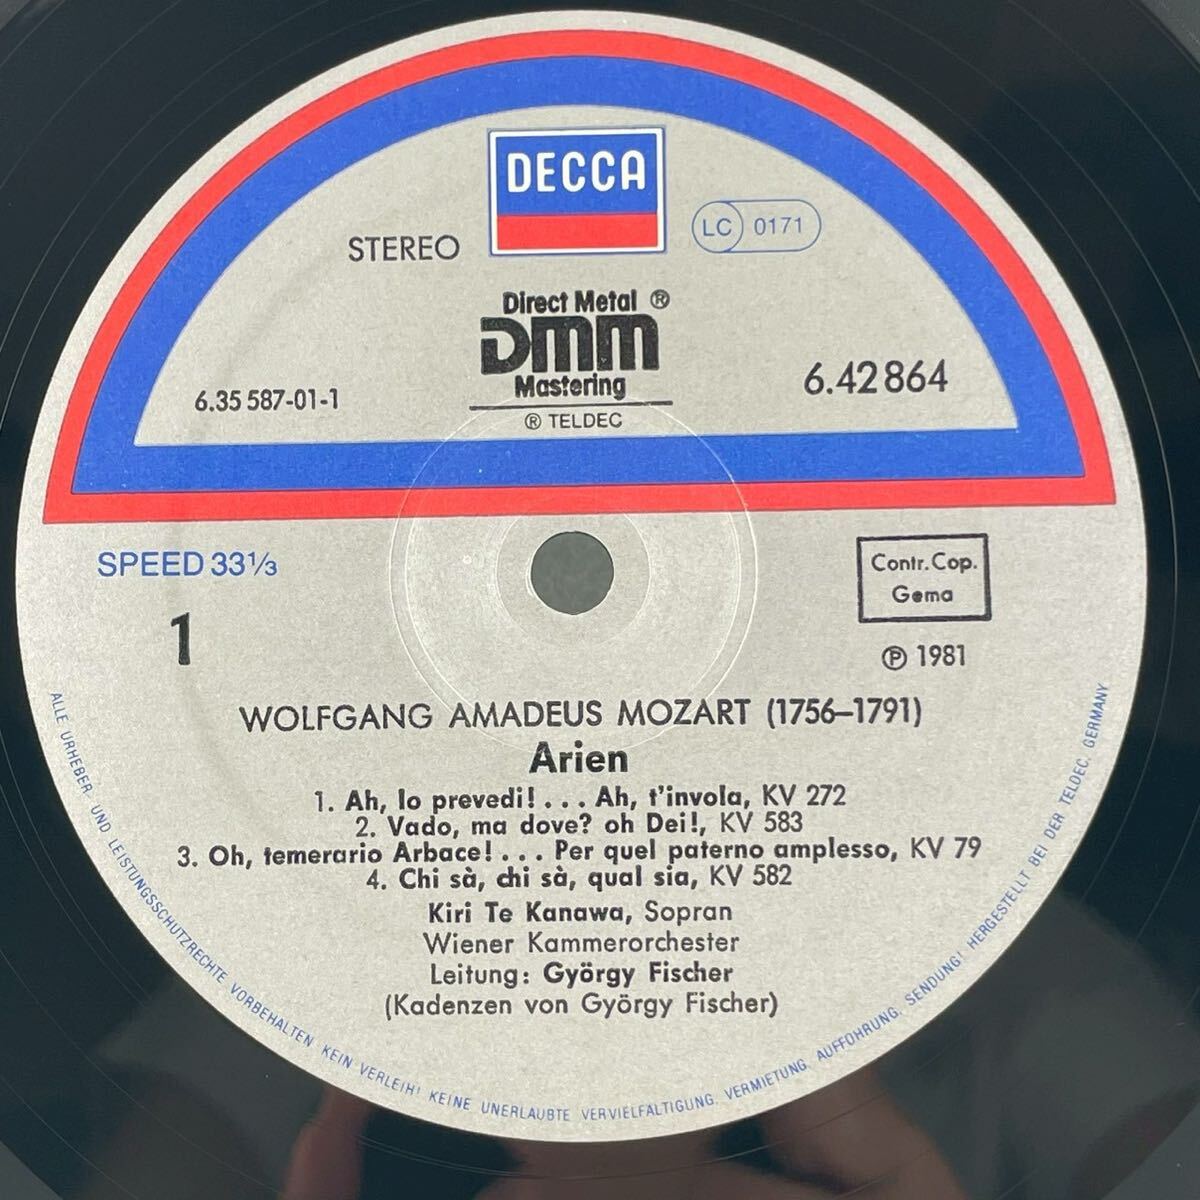 DECCA
STEREO
LC 0171
Direct Metal ®
DMM
Mastering
® TELDEC
6.35 587-01-1
6.42 864
SPEED 33⅓
Contr. Cop.
Gema
1
℗ 1981
WOLFGANG AMADEUS MOZART (1756–1791)
Arien
1. Ah, lo prevedi! . . . Ah, t'invola, KV 272
2. Vado, ma dove? oh Dei!, KV 583
3. Oh, temerario Arbace! . . . Per quel paterno amplesso, KV 79
4. Chi sà, chi sà, qual sia, KV 582
Kiri Te Kanawa, Sopran
Wiener Kammerorchester
Leitung: György Fischer
(Kadenzen von György Fischer)
ALLE URHEBER- UND LEISTUNGSSCHUTZRECHTE VORBEHALTEN. KEIN VERLEIH! KEINE UNERLAUBTE VERVIELFÄLTIGUNG, VERMIETUNG, AUFFÜHRUNG, SENDUNG! HERGESTELLT BEI DER TELDEC, GERMANY